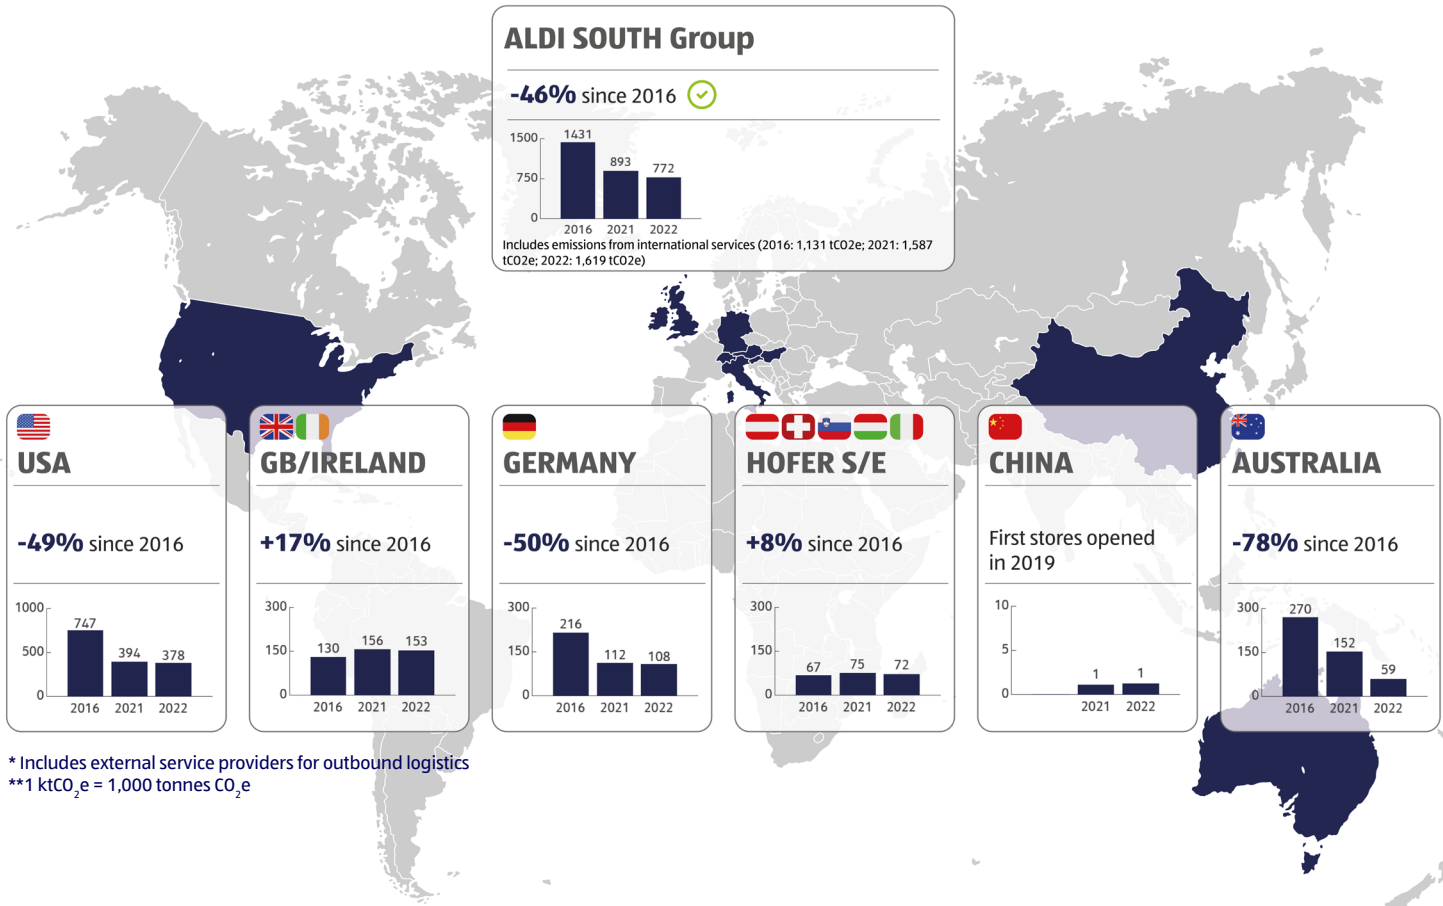 ALDI SOUTH Group
-46% since 2016
1500
750
0
1431
893
772
2016 2021 2022
Includes emissions from international services (2016: 1,131 tCO2e; 2021: 1,587
tCO2e; 2022: 1,619 tCO2e)
USA
-49% since 2016
1000
500
0
747
394
378
2016 2021 2022
GB/IRELAND
+17% since 2016
300
150
0
130
156
153
2016 2021 2022
GERMANY
-50% since 2016
300
150
0
216
112
108
2016 2021 2022
HOFER S/E
+8% since 2016
300
150
0
67
75
72
2016 2021 2022
CHINA
First stores opened
in 2019
10
5
0
1
1
2021 2022
AUSTRALIA
-78% since 2016
300
150
0
270
152
59
2016 2021 2022
* Includes external service providers for outbound logistics
**1 ktCO₂e = 1,000 tonnes CO₂e